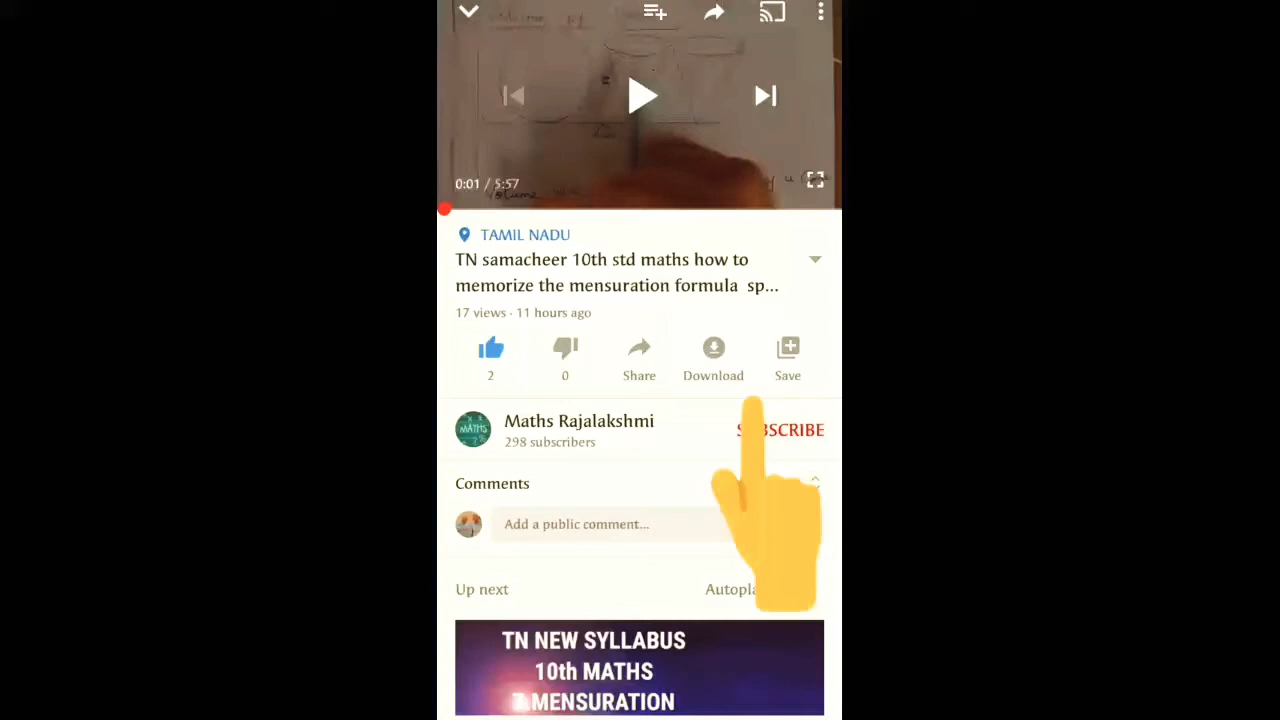 0:01 / 5:57
Volume
TAMIL NADU
TN samacheer 10th std maths how to
memorize the mensuration formula sp...
17 views · 11 hours ago
2
0
Share
Download
Save
MATHS
Maths Rajalakshmi
298 subscribers
Comments
Add a public comment...
Up next
TN NEW SYLLABUS
10th MATHS
MENSURATION